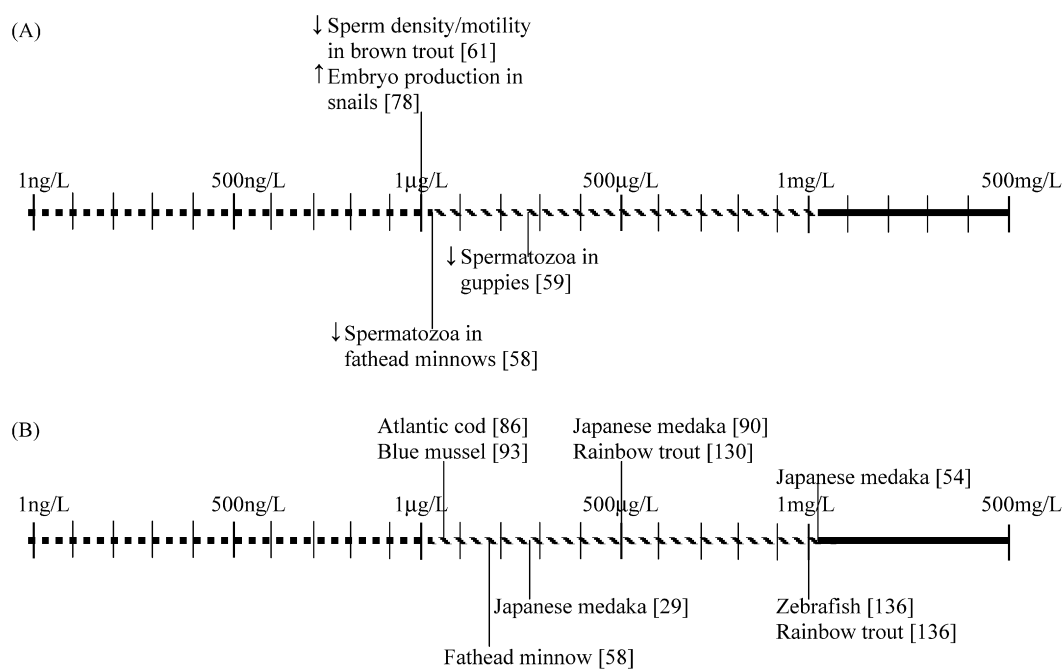 (A)
↓ Sperm density/motility
in brown trout [61]
↑ Embryo production in
snails [78]
1ng/L 500ng/L 1µg/L 500µg/L 1mg/L 500mg/L
↓ Spermatozoa in
guppies [59]
↓ Spermatozoa in
fathead minnows [58]
(B)
Atlantic cod [86]
Blue mussel [93]
Japanese medaka [90]
Rainbow trout [130]
Japanese medaka [54]
1ng/L 500ng/L 1µg/L 500µg/L 1mg/L 500mg/L
Japanese medaka [29]
Zebrafish [136]
Rainbow trout [136]
Fathead minnow [58]